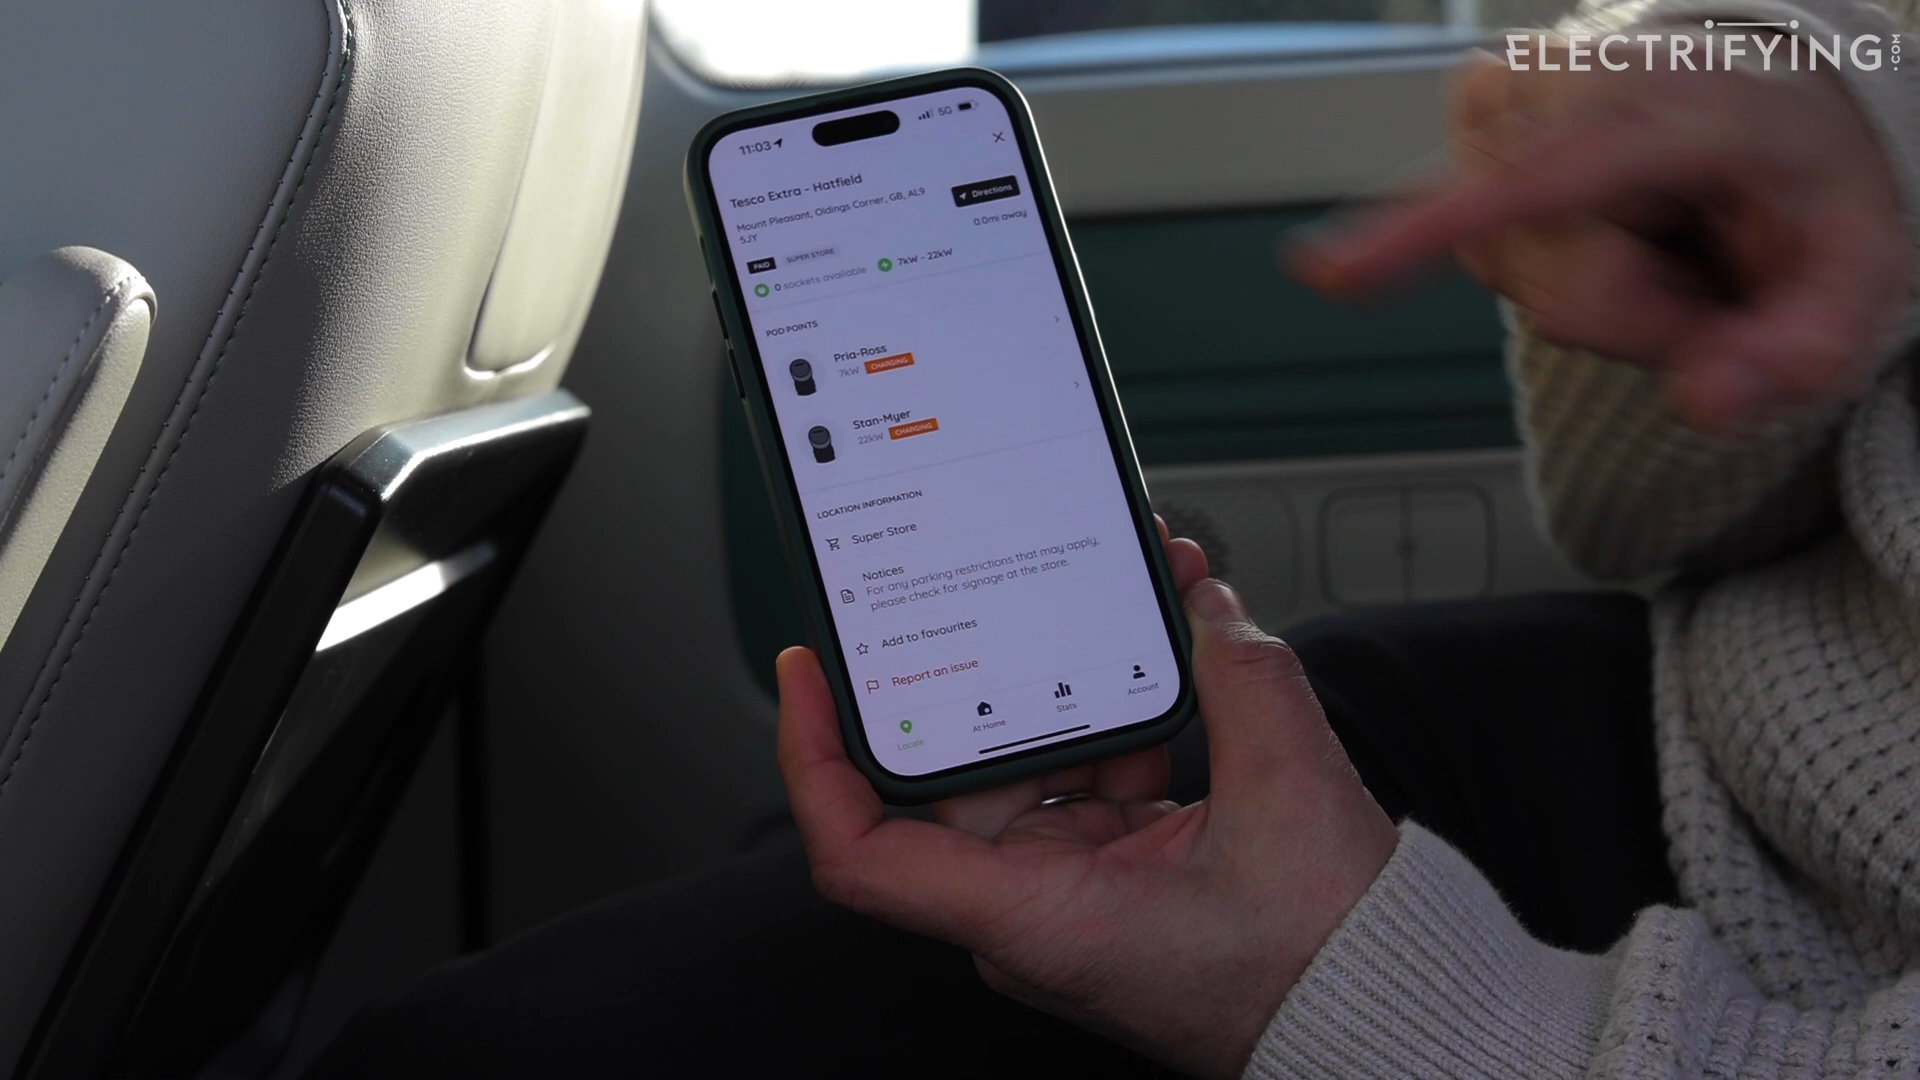 ELECTRIFYING.COM
11:03
5G
Tesco Extra - Hatfield
Mount Pleasant, Oldings Corner, GB, AL9
5JY
Directions
0.0mi away
PAID
SUPER STORE
0 sockets available
7kW - 22kW
POD POINTS
Pria-Ross
7kW CHARGING
Stan-Myer
22kW CHARGING
LOCATION INFORMATION
Super Store
Notices
For any parking restrictions that may apply,
please check for signage at the store.
Add to favourites
Report an issue
Locate
At Home
Stats
Account